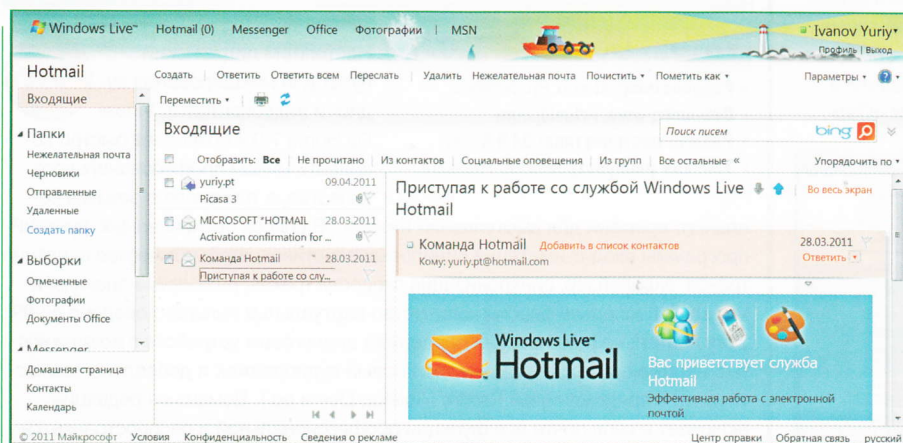 Windows Live™ Hotmail (0) Messenger Office Фотографии | MSN Ivanov Yuriy
Профиль | Выход
Hotmail Создать | Ответить Ответить всем Переслать | Удалить Нежелательная почта Почистить Пометить как Параметры
Входящие Переместить
Папки
Нежелательная почта
Черновики
Отправленные
Удаленные
Создать папку
Выборки
Отмеченные
Фотографии
Документы Office
Messenger
Домашняя страница
Контакты
Календарь
Входящие Поиск писем bing
Отобразить: Все | Не прочитано | Из контактов | Социальные оповещения | Из групп | Все остальные « Упорядочить по
yuriy.pt 09.04.2011
Picasa 3
MICROSOFT *HOTMAIL 28.03.2011
Activation confirmation for ...
Команда Hotmail 28.03.2011
Приступая к работе со слу...
Приступая к работе со службой Windows Live Во весь экран
Hotmail
Команда Hotmail Добавить в список контактов 28.03.2011
Кому: yuriy.pt@hotmail.com Ответить
Windows Live™
Hotmail
Вас приветствует служба
Hotmail
Эффективная работа с электронной
почтой
© 2011 Майкрософт Условия Конфиденциальность Сведения о рекламе Центр справки Обратная связь русский